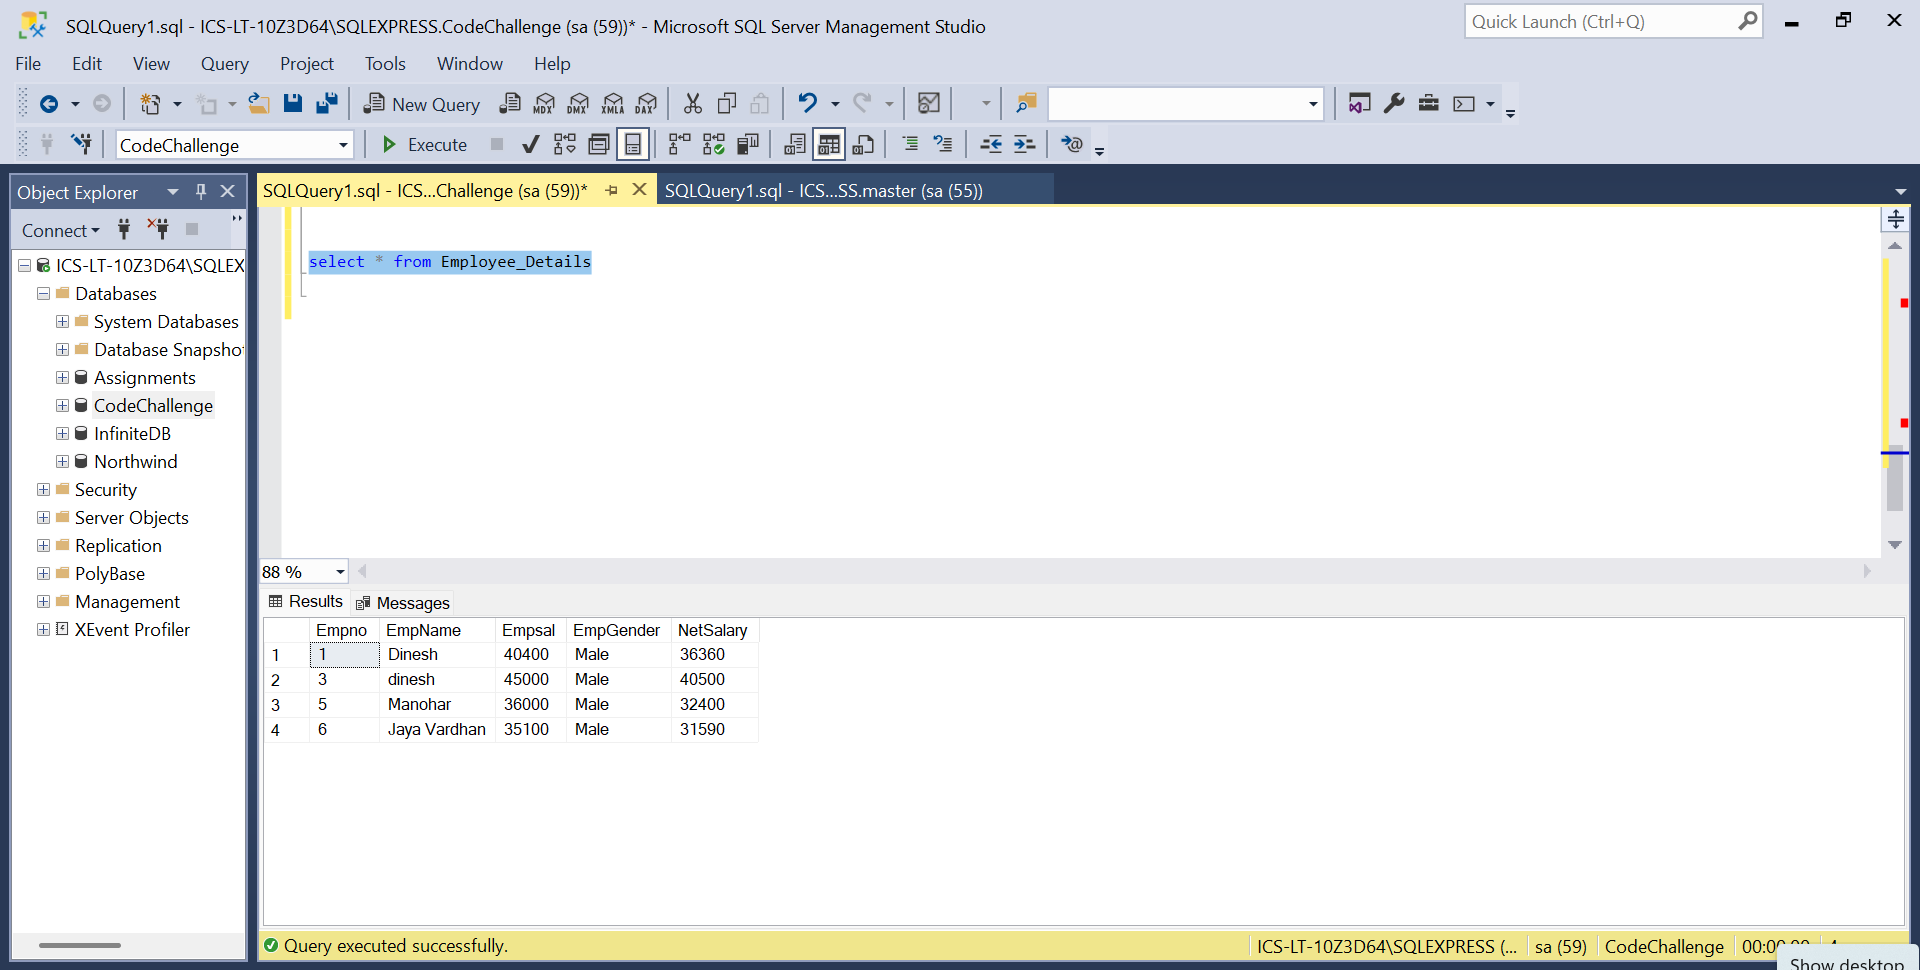 SQLQuery1.sql - ICS-LT-10Z3D64\SQLEXPRESS.CodeChallenge (sa (59))* - Microsoft SQL Server Management Studio
Quick Launch (Ctrl+Q)
File Edit View Query Project Tools Window Help
New Query MDX DMX XMLA DAX
CodeChallenge Execute
Object Explorer
SQLQuery1.sql - ICS...Challenge (sa (59))* SQLQuery1.sql - ICS...SS.master (sa (55))
Connect
ICS-LT-10Z3D64\SQLEX
Databases
System Databases
Database Snapsho
Assignments
CodeChallenge
InfiniteDB
Northwind
Security
Server Objects
Replication
PolyBase
Management
XEvent Profiler
select * from Employee_Details
88 %
Results Messages
Empno EmpName Empsal EmpGender NetSalary
1 1 Dinesh 40400 Male 36360
2 3 dinesh 45000 Male 40500
3 5 Manohar 36000 Male 32400
4 6 Jaya Vardhan 35100 Male 31590
Query executed successfully.
ICS-LT-10Z3D64\SQLEXPRESS (... sa (59) CodeChallenge
Show desktop